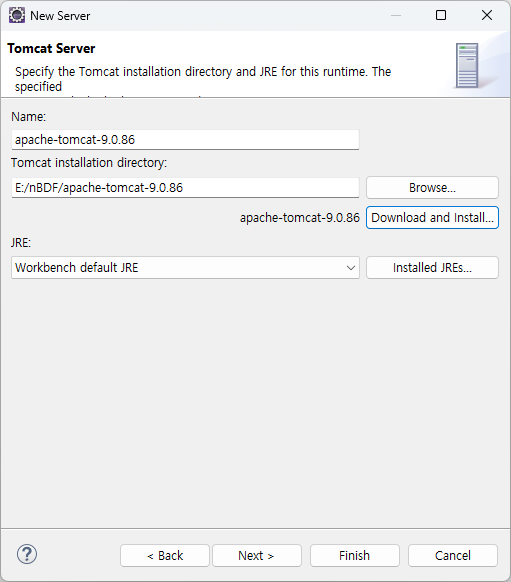 New Server
Tomcat Server
Specify the Tomcat installation directory and JRE for this runtime. The
specified
Name:
apache-tomcat-9.0.86
Tomcat installation directory:
E:/nBDF/apache-tomcat-9.0.86
Browse...
apache-tomcat-9.0.86
Download and Install...
JRE:
Workbench default JRE
Installed JREs...
?
< Back
Next >
Finish
Cancel